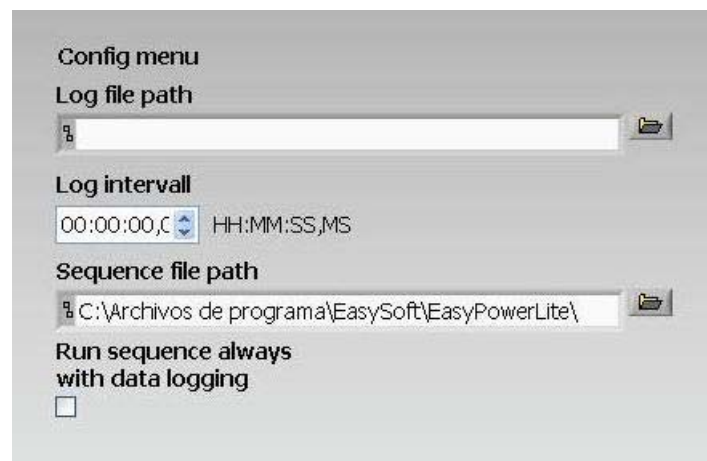 Config menu
Log file path
Log intervall
00:00:00,0 HH:MM:SS,MS
Sequence file path
C:\Archivos de programa\EasySoft\EasyPowerLite\
Run sequence always
with data logging